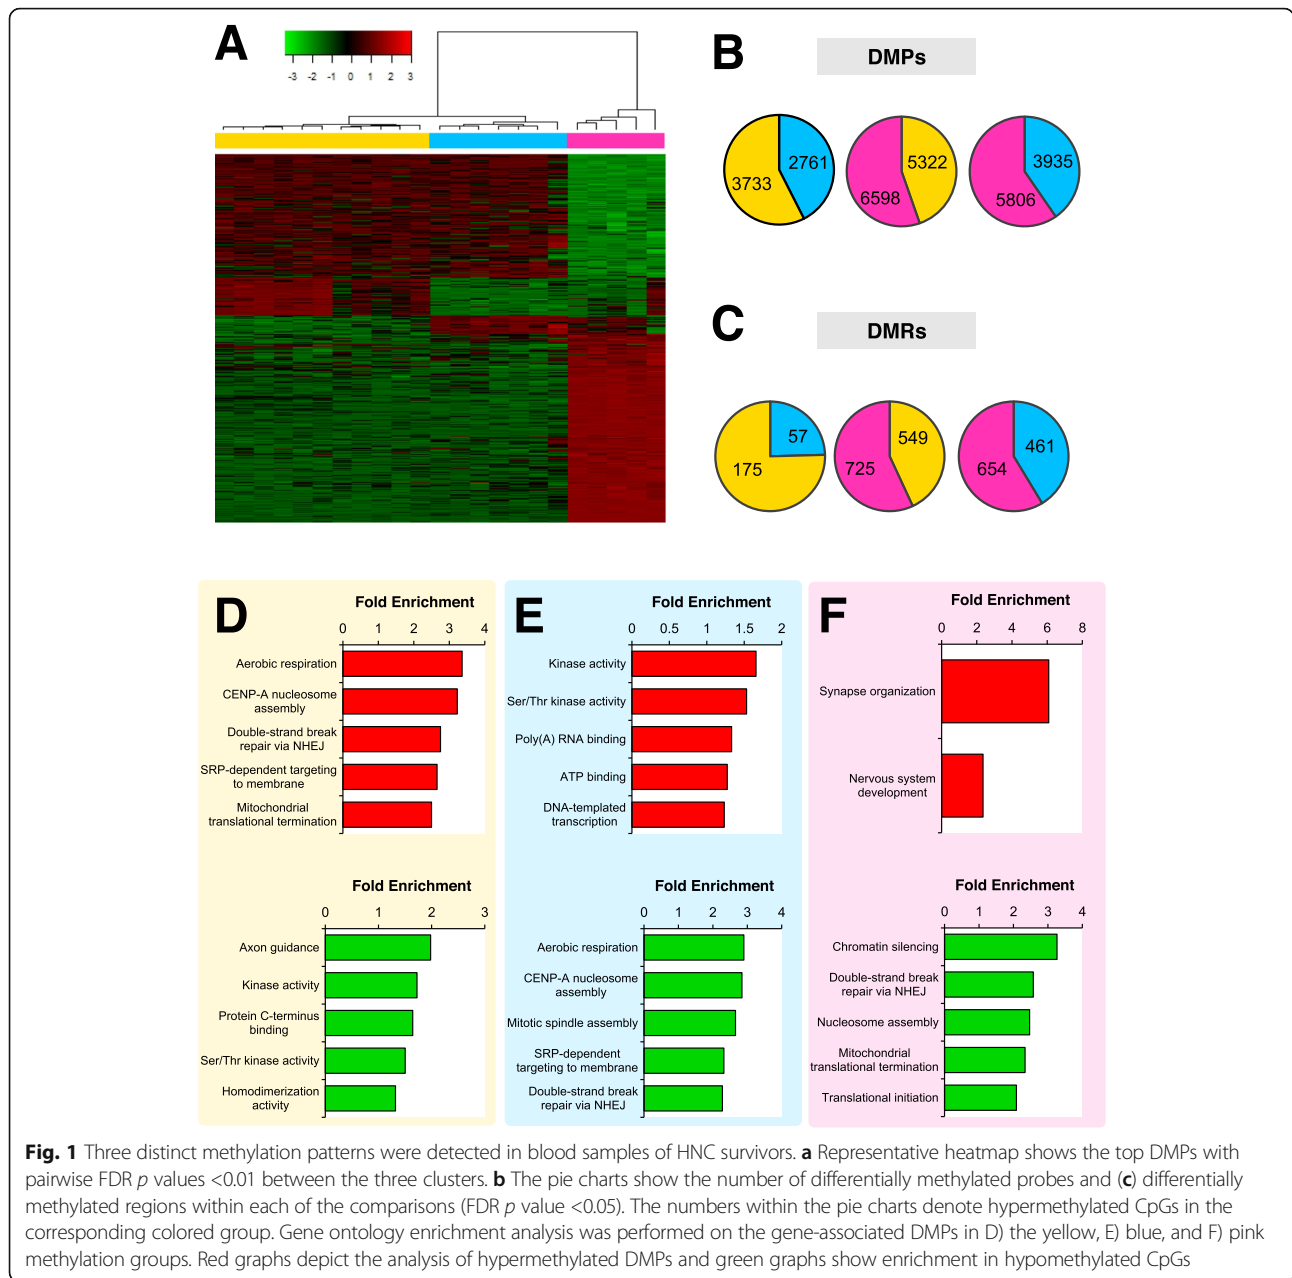 A
-3 -2 -1 0 1 2 3
B
DMPs
3733
2761
6598
5322
5806
3935
C
DMRs
175
57
725
549
654
461
D
Fold Enrichment
0 1 2 3 4
Aerobic respiration
CENP-A nucleosome
assembly
Double-strand break
repair via NHEJ
SRP-dependent targeting
to membrane
Mitochondrial
translational termination
Fold Enrichment
0 1 2 3
Axon guidance
Kinase activity
Protein C-terminus
binding
Ser/Thr kinase activity
Homodimerization
activity
E
Fold Enrichment
0 0.5 1 1.5 2
Kinase activity
Ser/Thr kinase activity
Poly(A) RNA binding
ATP binding
DNA-templated
transcription
Fold Enrichment
0 1 2 3 4
Aerobic respiration
CENP-A nucleosome
assembly
Mitotic spindle assembly
SRP-dependent
targeting to membrane
Double-strand break
repair via NHEJ
F
Fold Enrichment
0 2 4 6 8
Synapse organization
Nervous system
development
Fold Enrichment
0 1 2 3 4
Chromatin silencing
Double-strand break
repair via NHEJ
Nucleosome assembly
Mitochondrial
translational termination
Translational initiation
Fig. 1 Three distinct methylation patterns were detected in blood samples of HNC survivors. a Representative heatmap shows the top DMPs with
pairwise FDR p values <0.01 between the three clusters. b The pie charts show the number of differentially methylated probes and (c) differentially
methylated regions within each of the comparisons (FDR p value <0.05). The numbers within the pie charts denote hypermethylated CpGs in the
corresponding colored group. Gene ontology enrichment analysis was performed on the gene-associated DMPs in D) the yellow, E) blue, and F) pink
methylation groups. Red graphs depict the analysis of hypermethylated DMPs and green graphs show enrichment in hypomethylated CpGs